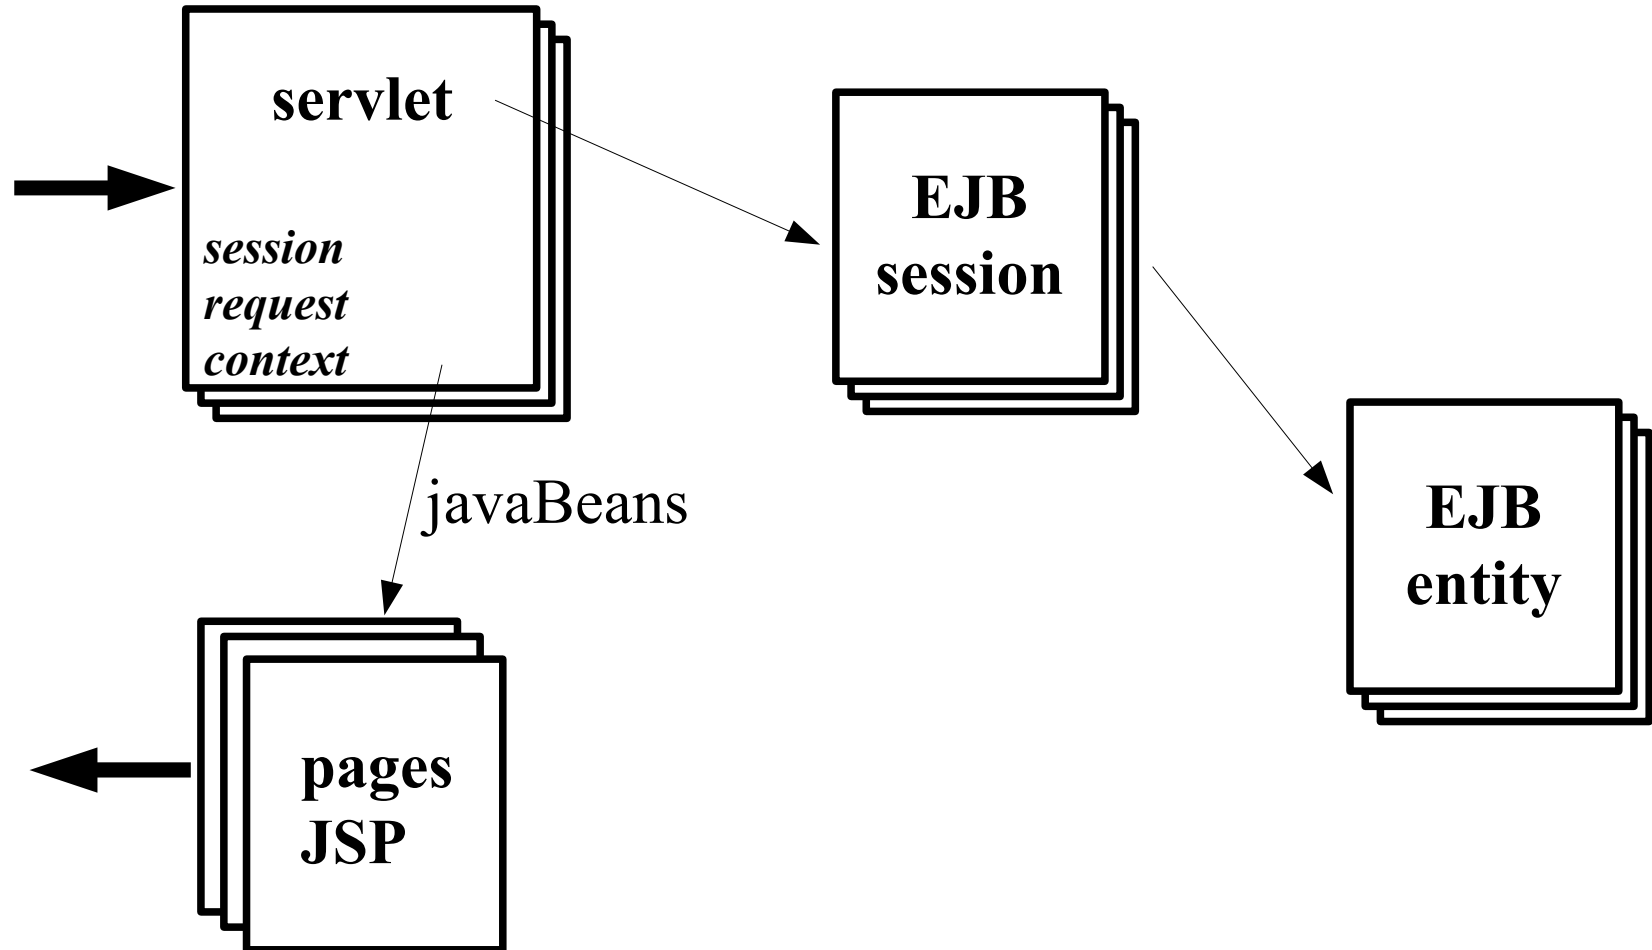 servlet
session
request
context
EJB
session
EJB
entity
javaBeans
pages
JSP